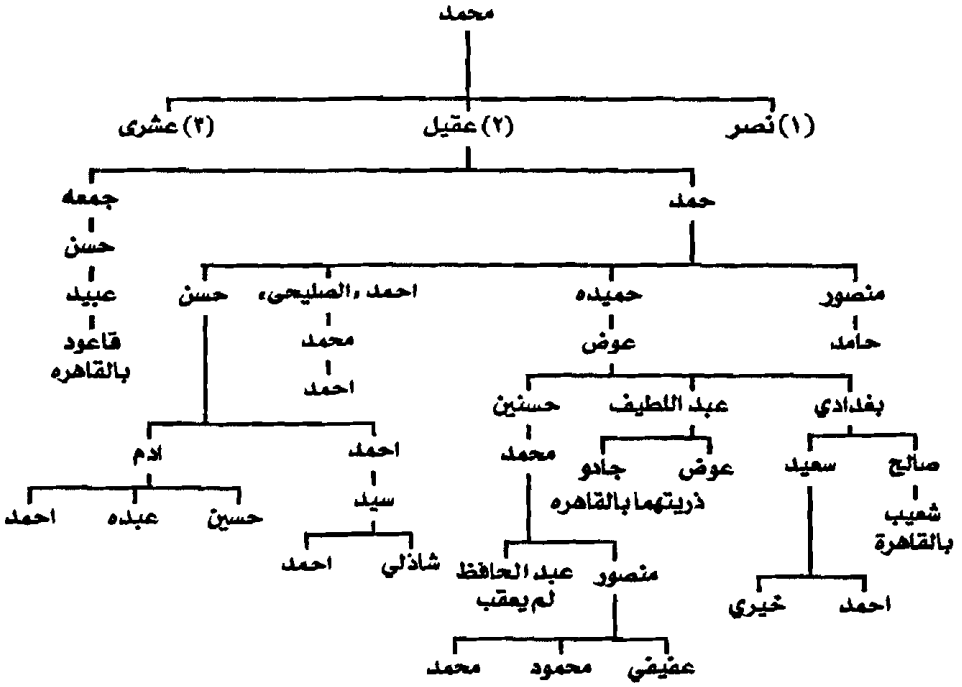 محمد
(١) نصر
(٢) عقيل
(٣) عشرى
حمد
جمعه
حسن
منصور
حميده
احمد «الصليحى»
حسن
عبيد
حامد
عوض
محمد
قاعود
بالقاهره
احمد
بغدادي
عبد اللطيف
حسنين
احمد
ادم
صالح
سعيد
عوض
جادو
محمد
ذريتهما بالقاهره
سيد
حسين
عبده
احمد
شعيب
بالقاهرة
شاذلي
احمد
منصور
عبد الحافظ
لم يعقب
احمد
خيري
عفيفي
محمود
محمد